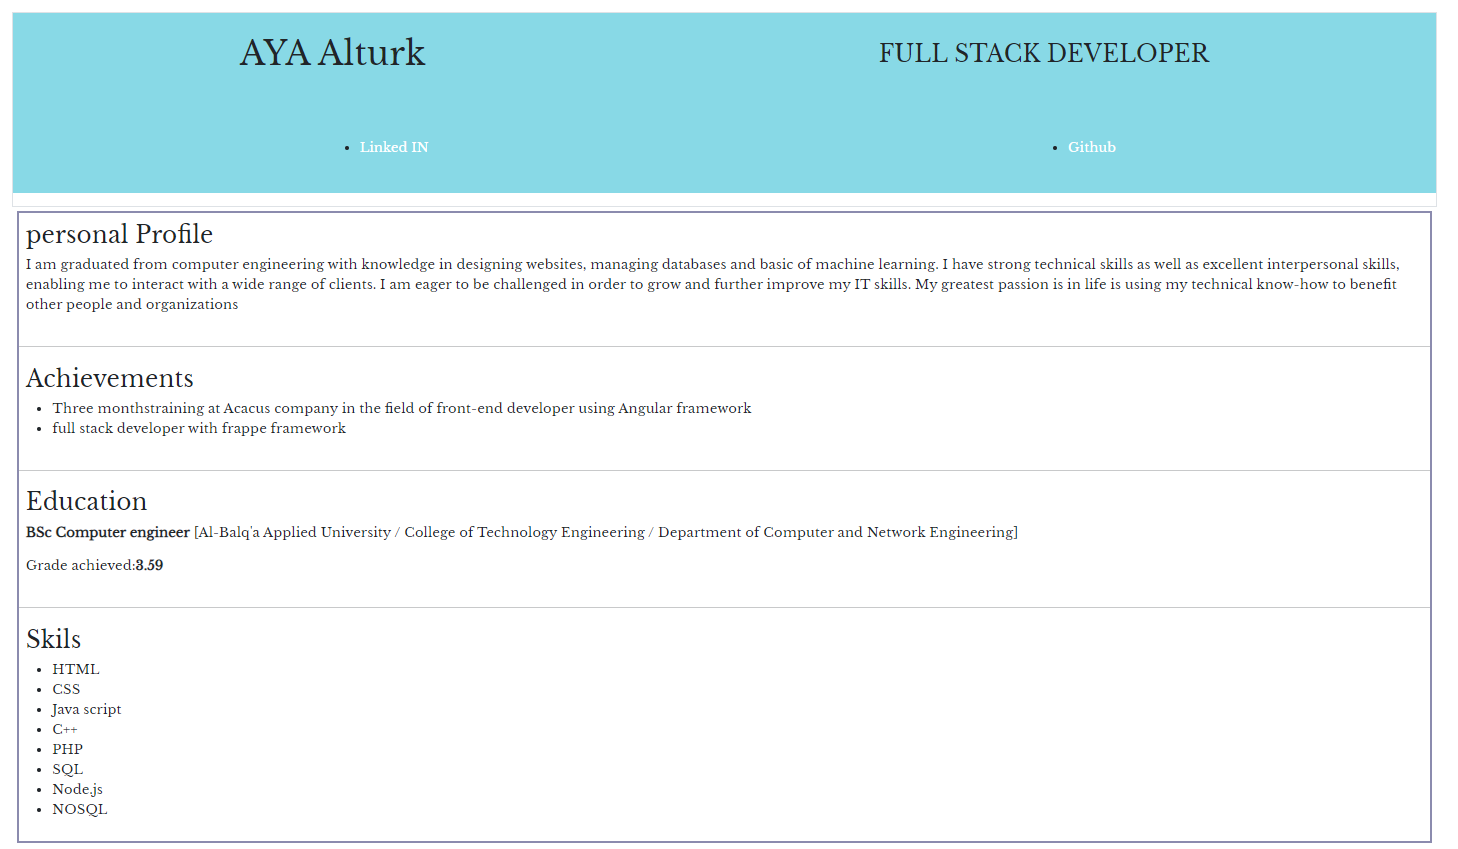 AYA Alturk
FULL STACK DEVELOPER
Linked IN
Github
personal Profile
I am graduated from computer engineering with knowledge in designing websites, managing databases and basic of machine learning. I have strong technical skills as well as excellent interpersonal skills,
enabling me to interact with a wide range of clients. I am eager to be challenged in order to grow and further improve my IT skills. My greatest passion is in life is using my technical know-how to benefit
other people and organizations
Achievements
Three monthstraining at Acacus company in the field of front-end developer using Angular framework
full stack developer with frappe framework
Education
BSc Computer engineer [Al-Balq'a Applied University / College of Technology Engineering / Department of Computer and Network Engineering]
Grade achieved:3.59
Skils
HTML
CSS
Java script
C++
PHP
SQL
Node.js
NOSQL